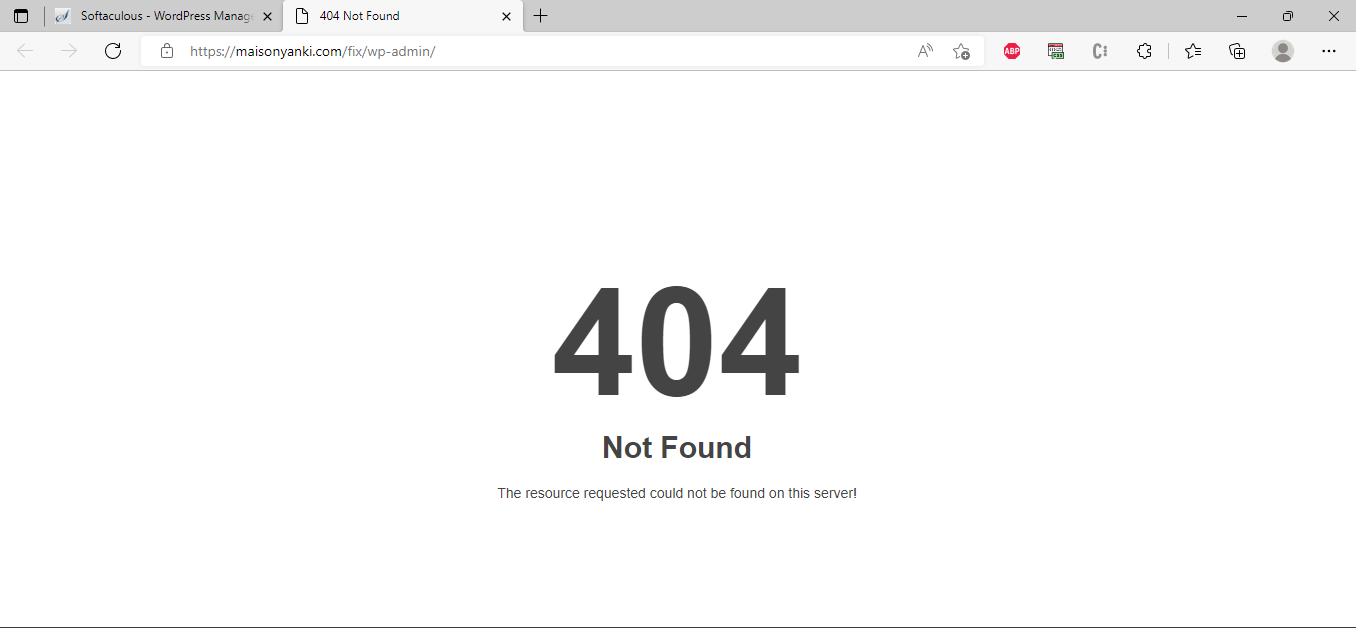 Softaculous - WordPress Manag
404 Not Found
https://maisonyanki.com/fix/wp-admin/
ABP
404
Not Found
The resource requested could not be found on this server!